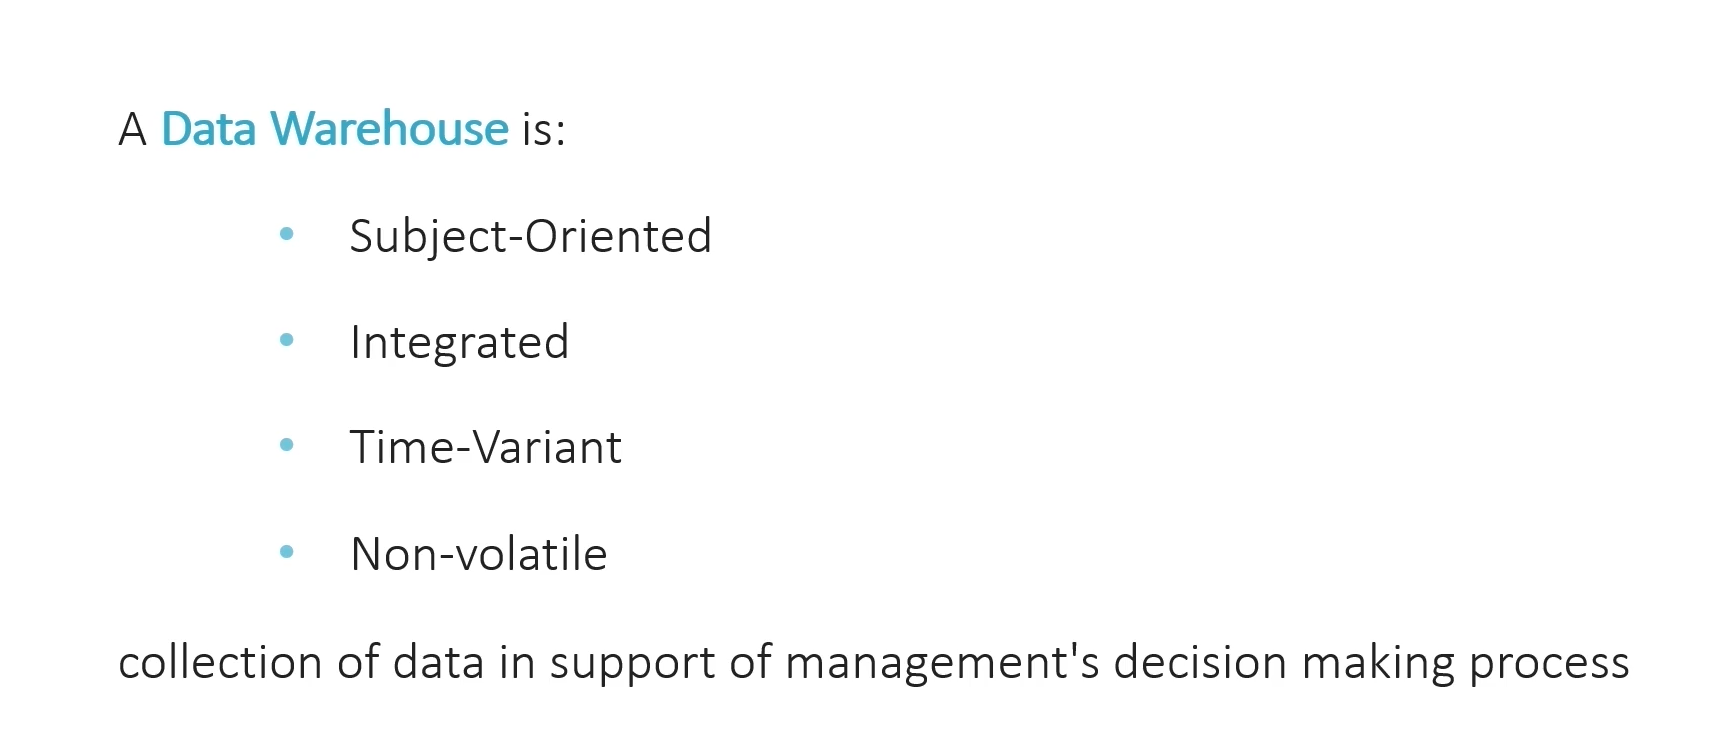 A Data Warehouse is:
• Subject-Oriented
• Integrated
• Time-Variant
• Non-volatile
collection of data in support of management's decision making process